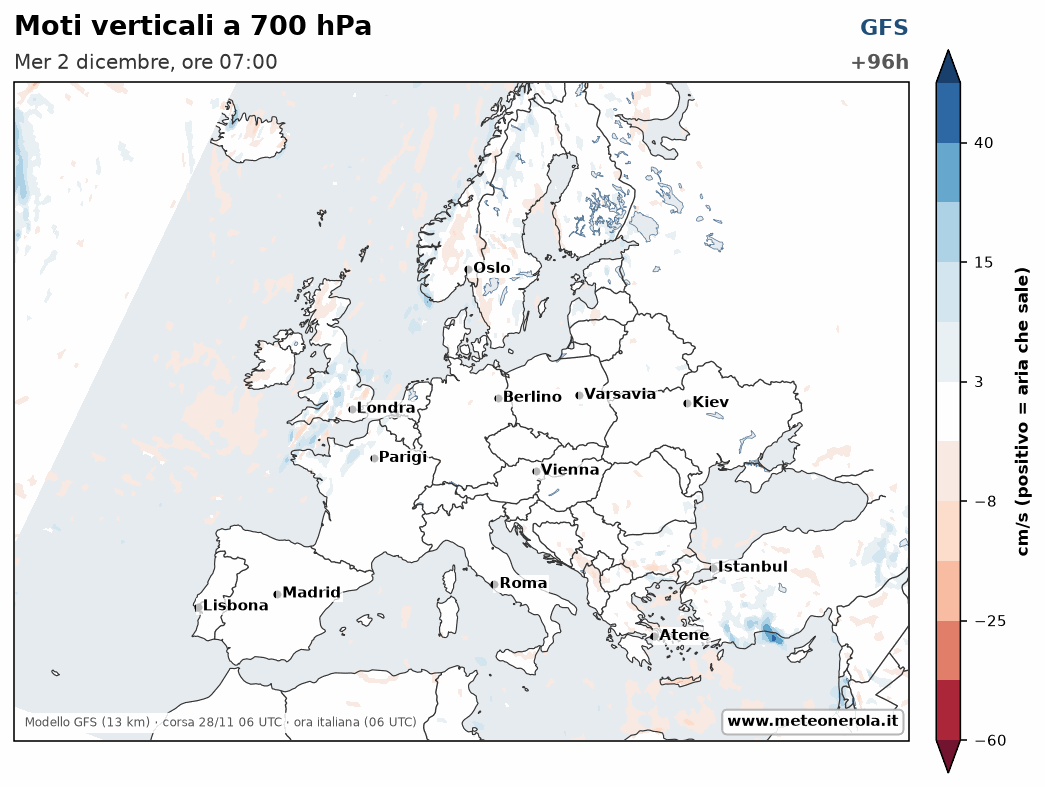 Moti verticali a 700 hPa
GFS
Mer 2 dicembre, ore 07:00
+96h
40
15
3
−8
−25
−60
cm/s (positivo = aria che sale)
Oslo
Londra
Berlino
Varsavia
Kiev
Parigi
Vienna
Istanbul
Roma
Madrid
Lisbona
Atene
Modello GFS (13 km) · corsa 28/11 06 UTC · ora italiana (06 UTC)
www.meteonerola.it